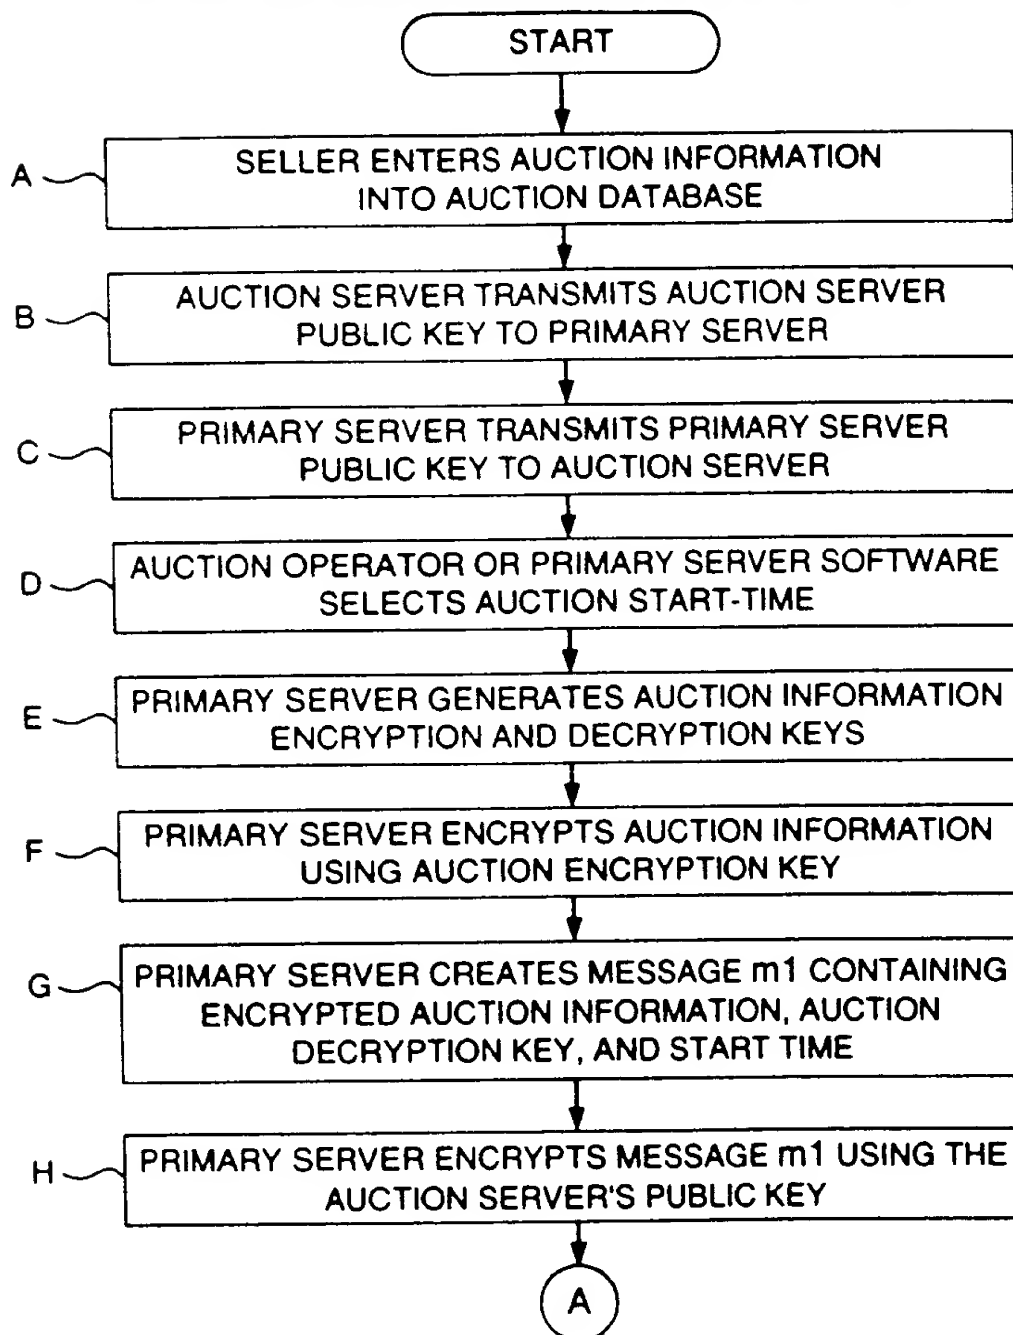 START
A
SELLER ENTERS AUCTION INFORMATION
INTO AUCTION DATABASE
B
AUCTION SERVER TRANSMITS AUCTION SERVER
PUBLIC KEY TO PRIMARY SERVER
C
PRIMARY SERVER TRANSMITS PRIMARY SERVER
PUBLIC KEY TO AUCTION SERVER
D
AUCTION OPERATOR OR PRIMARY SERVER SOFTWARE
SELECTS AUCTION START-TIME
E
PRIMARY SERVER GENERATES AUCTION INFORMATION
ENCRYPTION AND DECRYPTION KEYS
F
PRIMARY SERVER ENCRYPTS AUCTION INFORMATION
USING AUCTION ENCRYPTION KEY
G
PRIMARY SERVER CREATES MESSAGE m1 CONTAINING
ENCRYPTED AUCTION INFORMATION, AUCTION
DECRYPTION KEY, AND START TIME
H
PRIMARY SERVER ENCRYPTS MESSAGE m1 USING THE
AUCTION SERVER'S PUBLIC KEY
A